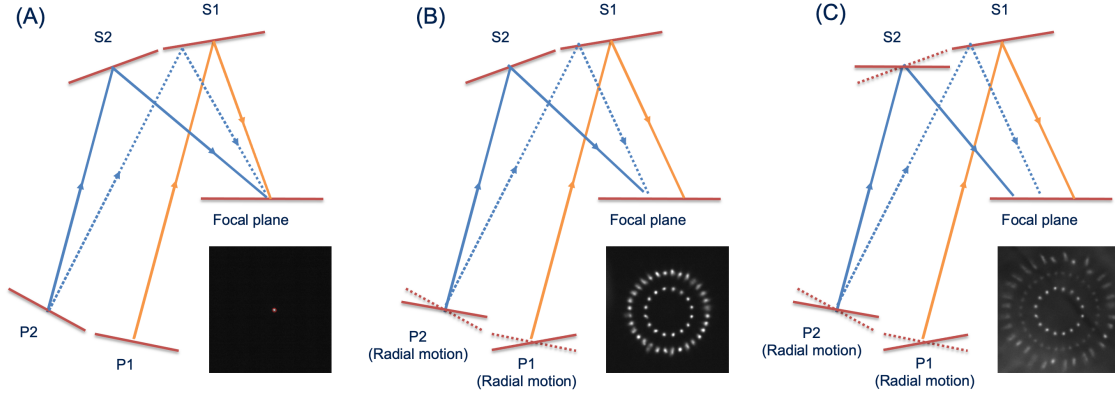 (A)
S1
S2
Focal plane
P2
P1
(B)
S1
S2
Focal plane
P2
(Radial motion)
P1
(Radial motion)
(C)
S1
S2
Focal plane
P2
(Radial motion)
P1
(Radial motion)